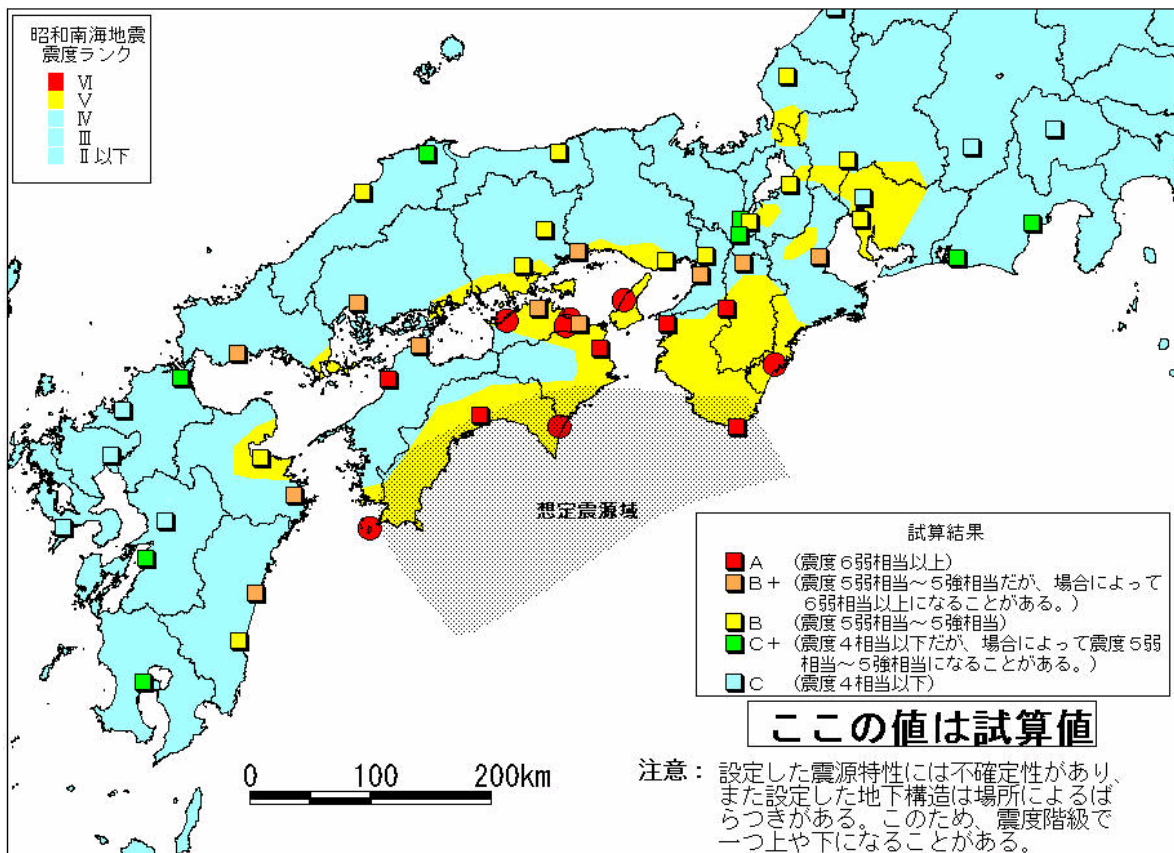 昭和南海地震
震度ランク
Ⅵ
Ⅴ
Ⅳ
Ⅲ
Ⅱ以下
想定震源域
試算結果
A (震度6弱相当以上)
B+ (震度5弱相当～5強相当だが、場合によって
6弱相当以上になることがある。)
B (震度5弱相当～5強相当)
C+ (震度4相当以下だが、場合によって震度5弱
相当～5強相当になることがある。)
C (震度4相当以下)
ここの値は試算値
0 100 200km
注意: 設定した震源特性には不確定性があり、
また設定した地下構造は場所によるば
らつきがある。このため、震度階級で
一つ上や下になることがある。